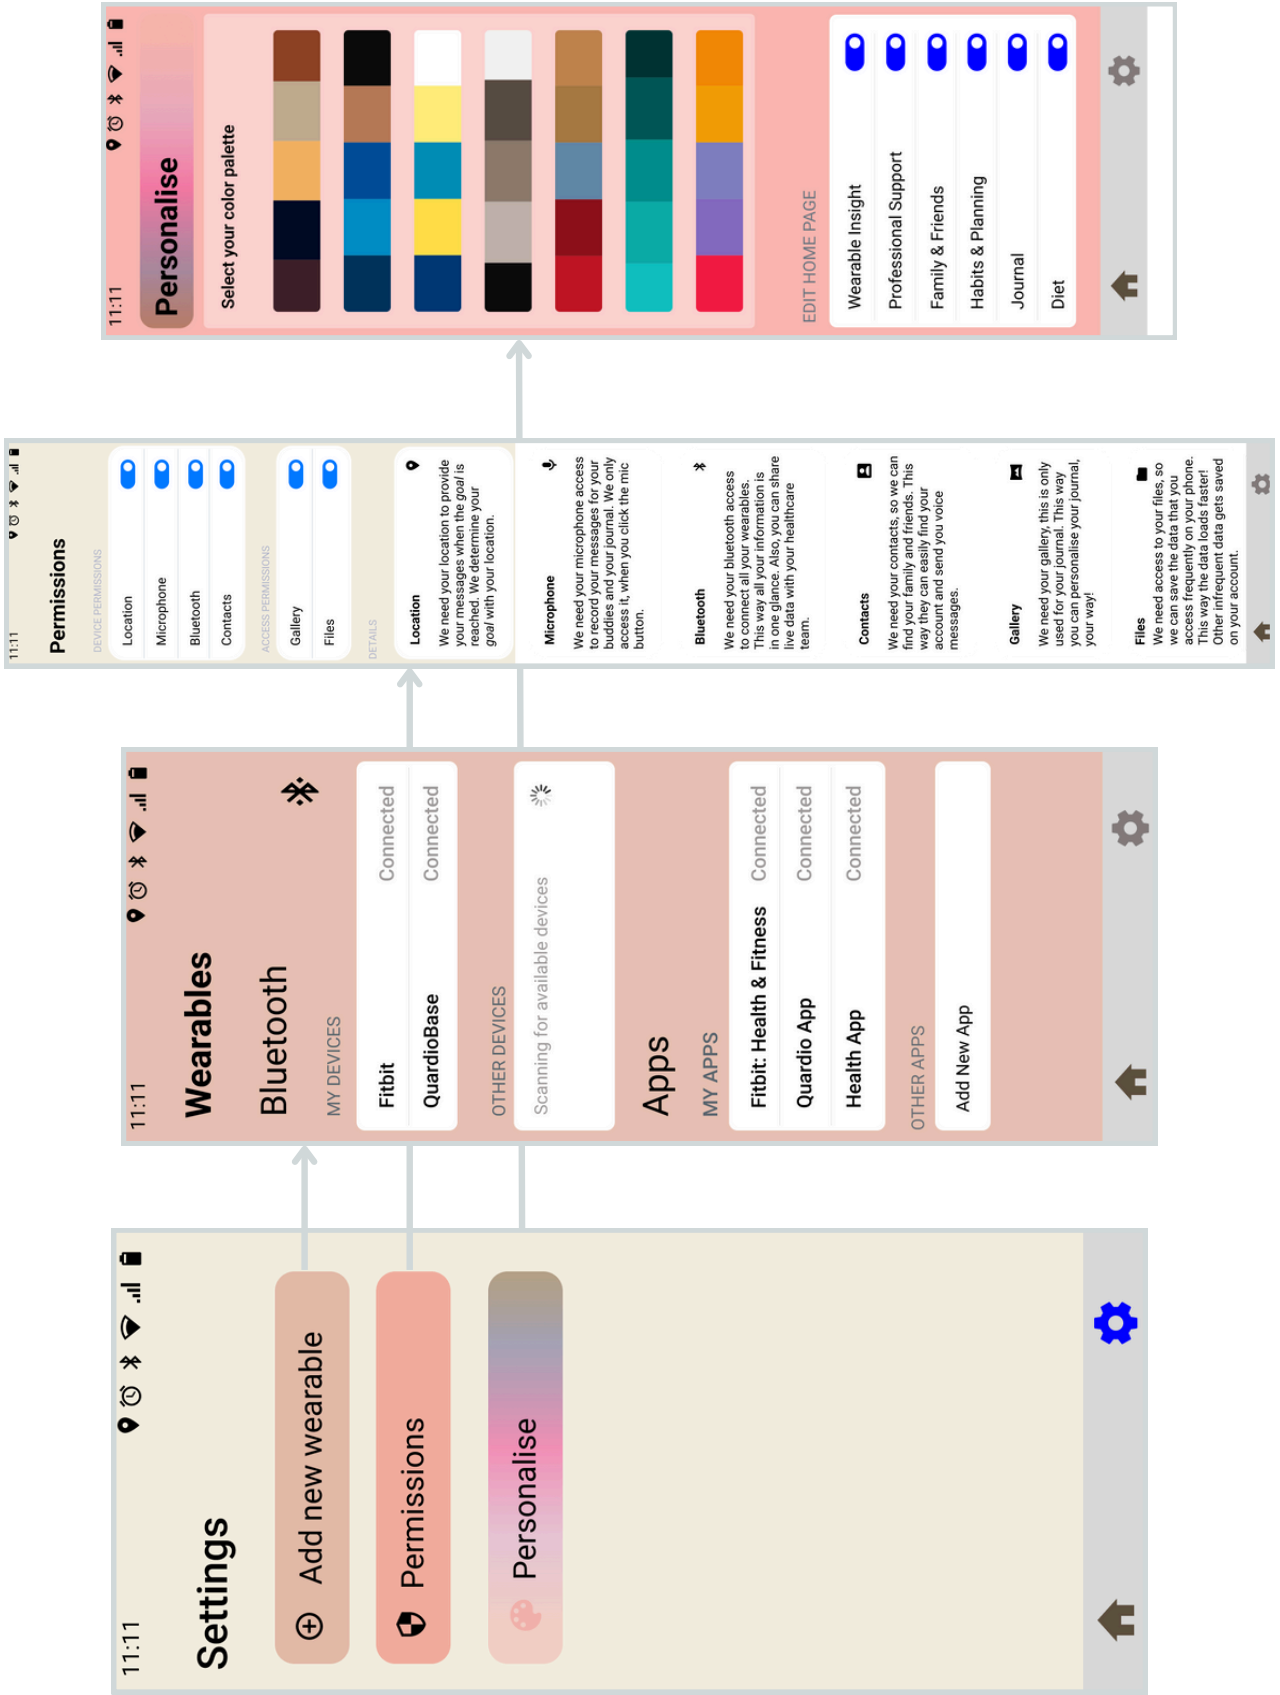 11:11
Settings
Add new wearable
Permissions
Personalise
11:11
Wearables
Bluetooth
MY DEVICES
Fitbit Connected
QuardioBase Connected
OTHER DEVICES
Scanning for available devices
Apps
MY APPS
Fitbit: Health & Fitness Connected
Quardio App Connected
Health App Connected
OTHER APPS
Add New App
11:11
Permissions
DEVICE PERMISSIONS
Location
Microphone
Bluetooth
Contacts
ACCESS PERMISSIONS
Gallery
Files
DETAILS
Location
We need your location to provide
your messages when the goal is
reached. We determine your
goal with your location.
Microphone
We need your microphone access
to record your messages for your
buddies and your journal. We only
access it, when you click the mic
button.
Bluetooth
We need your bluetooth access
to connect all your wearables.
This way all your information is
in one glance. Also, you can share
live data with your healthcare
team.
Contacts
We need your contacts, so we can
find your family and friends. This
way they can easily find your
account and send you voice
messages.
Gallery
We need your gallery, this is only
used for your journal. This way
you can personalise your journal,
your way!
Files
We need access to your files, so
we can save the data that you
access frequently on your phone.
This way the data loads faster!
Other infrequent data gets saved
on your account.
11:11
Personalise
Select your color palette
EDIT HOME PAGE
Wearable Insight
Professional Support
Family & Friends
Habits & Planning
Journal
Diet